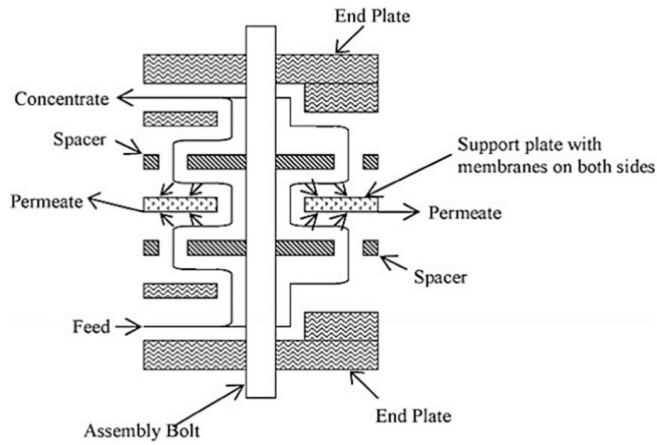 End Plate
Concentrate
Spacer
Support plate with
membranes on both sides
Permeate
Permeate
Spacer
Feed
End Plate
Assembly Bolt